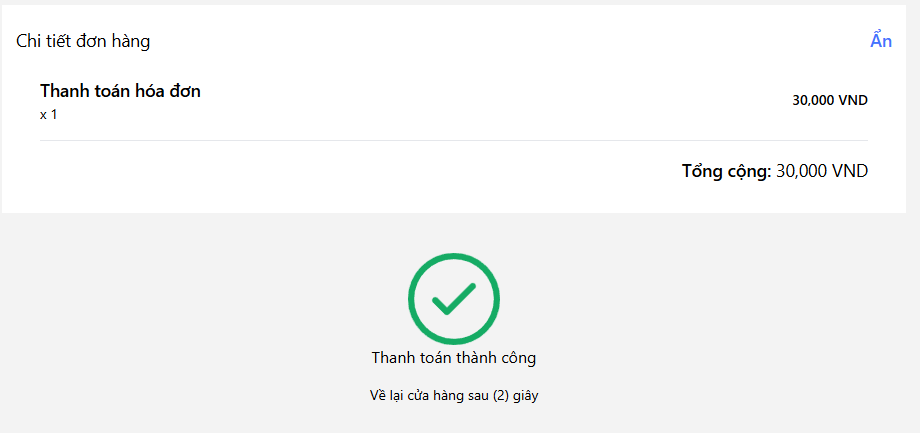 Chi tiết đơn hàng
Ẩn
Thanh toán hóa đơn
x 1
30,000 VND
Tổng cộng: 30,000 VND
Thanh toán thành công
Về lại cửa hàng sau (2) giây